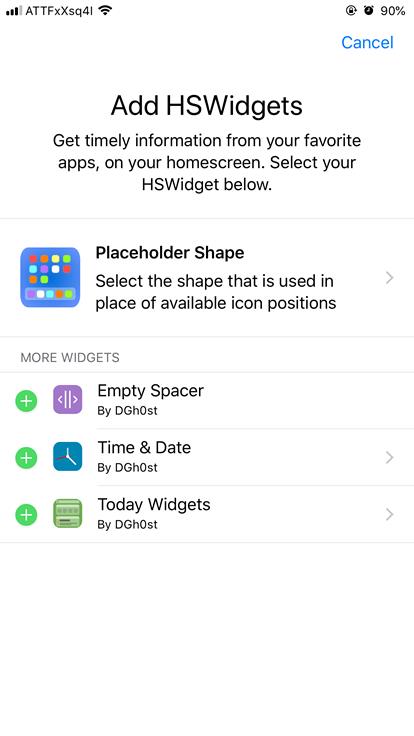 ATTFxXsq4I 90%
Cancel
Add HSWidgets
Get timely information from your favorite
apps, on your homescreen. Select your
HSWidget below.
Placeholder Shape
Select the shape that is used in
place of available icon positions
MORE WIDGETS
Empty Spacer
By DGh0st
Time & Date
By DGh0st
Today Widgets
By DGh0st